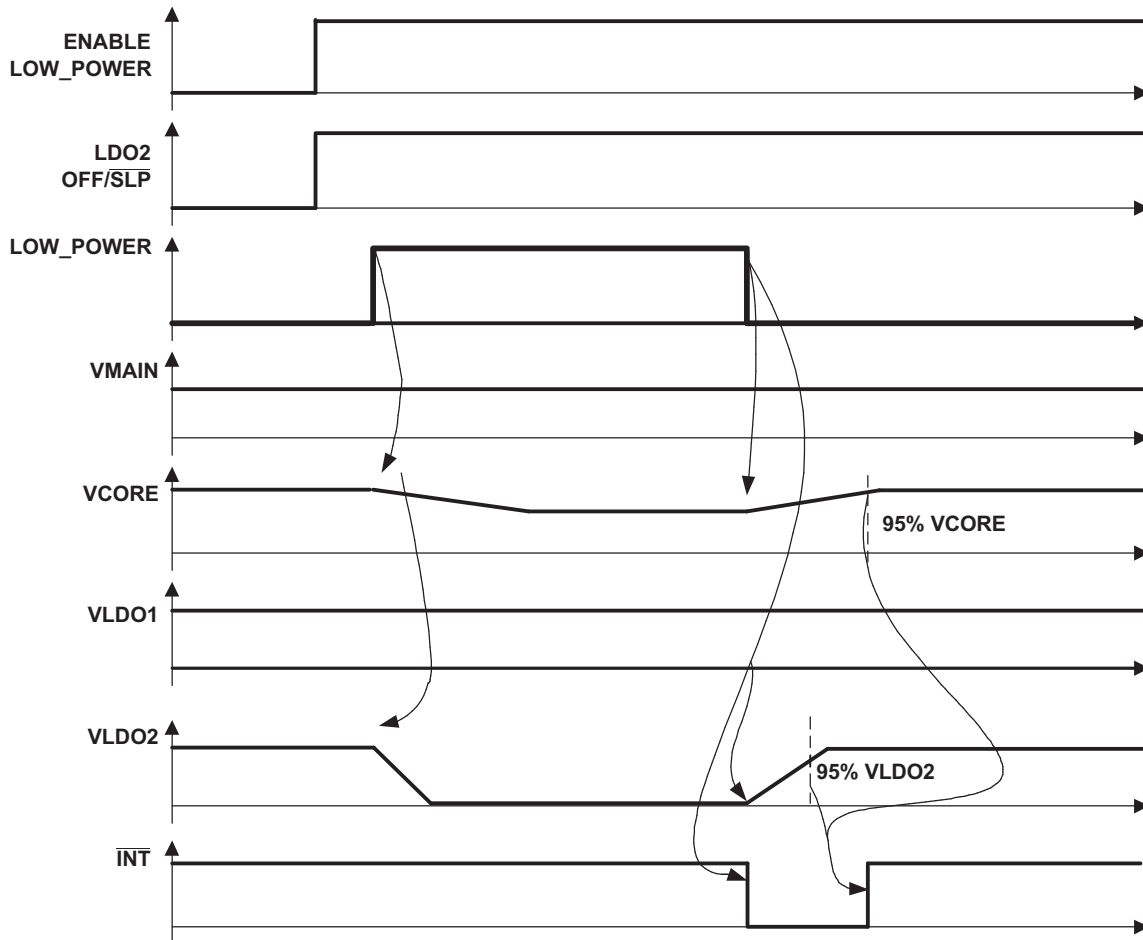 ENABLE
LOW_POWER
LDO2
OFF/SLP
LOW_POWER
VMAIN
VCORE
95% VCORE
VLDO1
VLDO2
95% VLDO2
INT